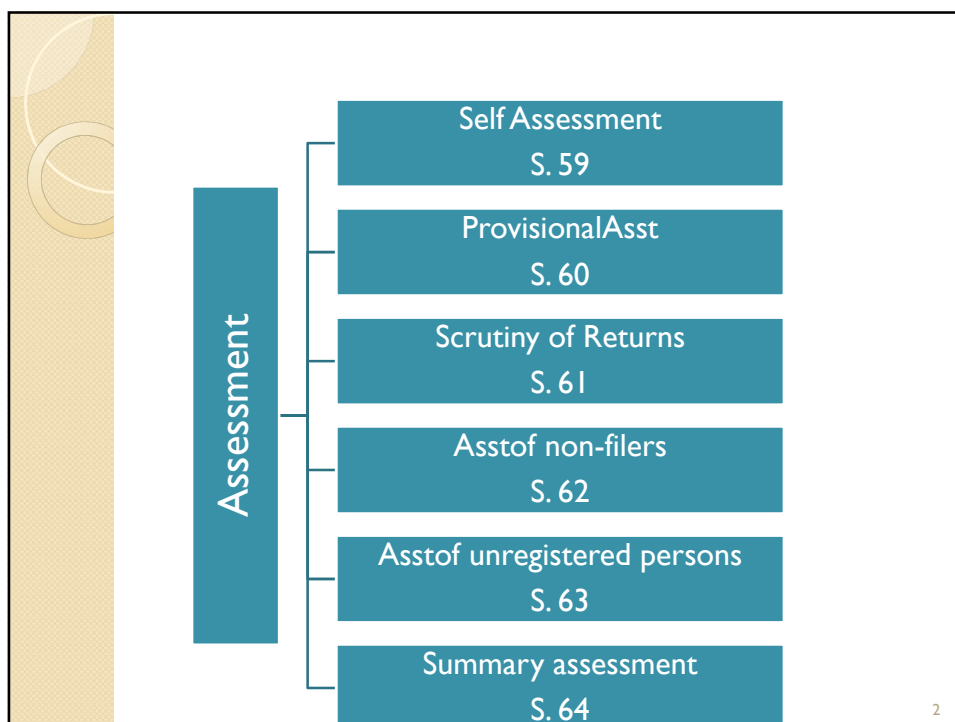 Assessment
Self Assessment
S. 59
ProvisionalAsst
S. 60
Scrutiny of Returns
S. 61
Asstof non-filers
S. 62
Asstof unregistered persons
S. 63
Summary assessment
S. 64
2